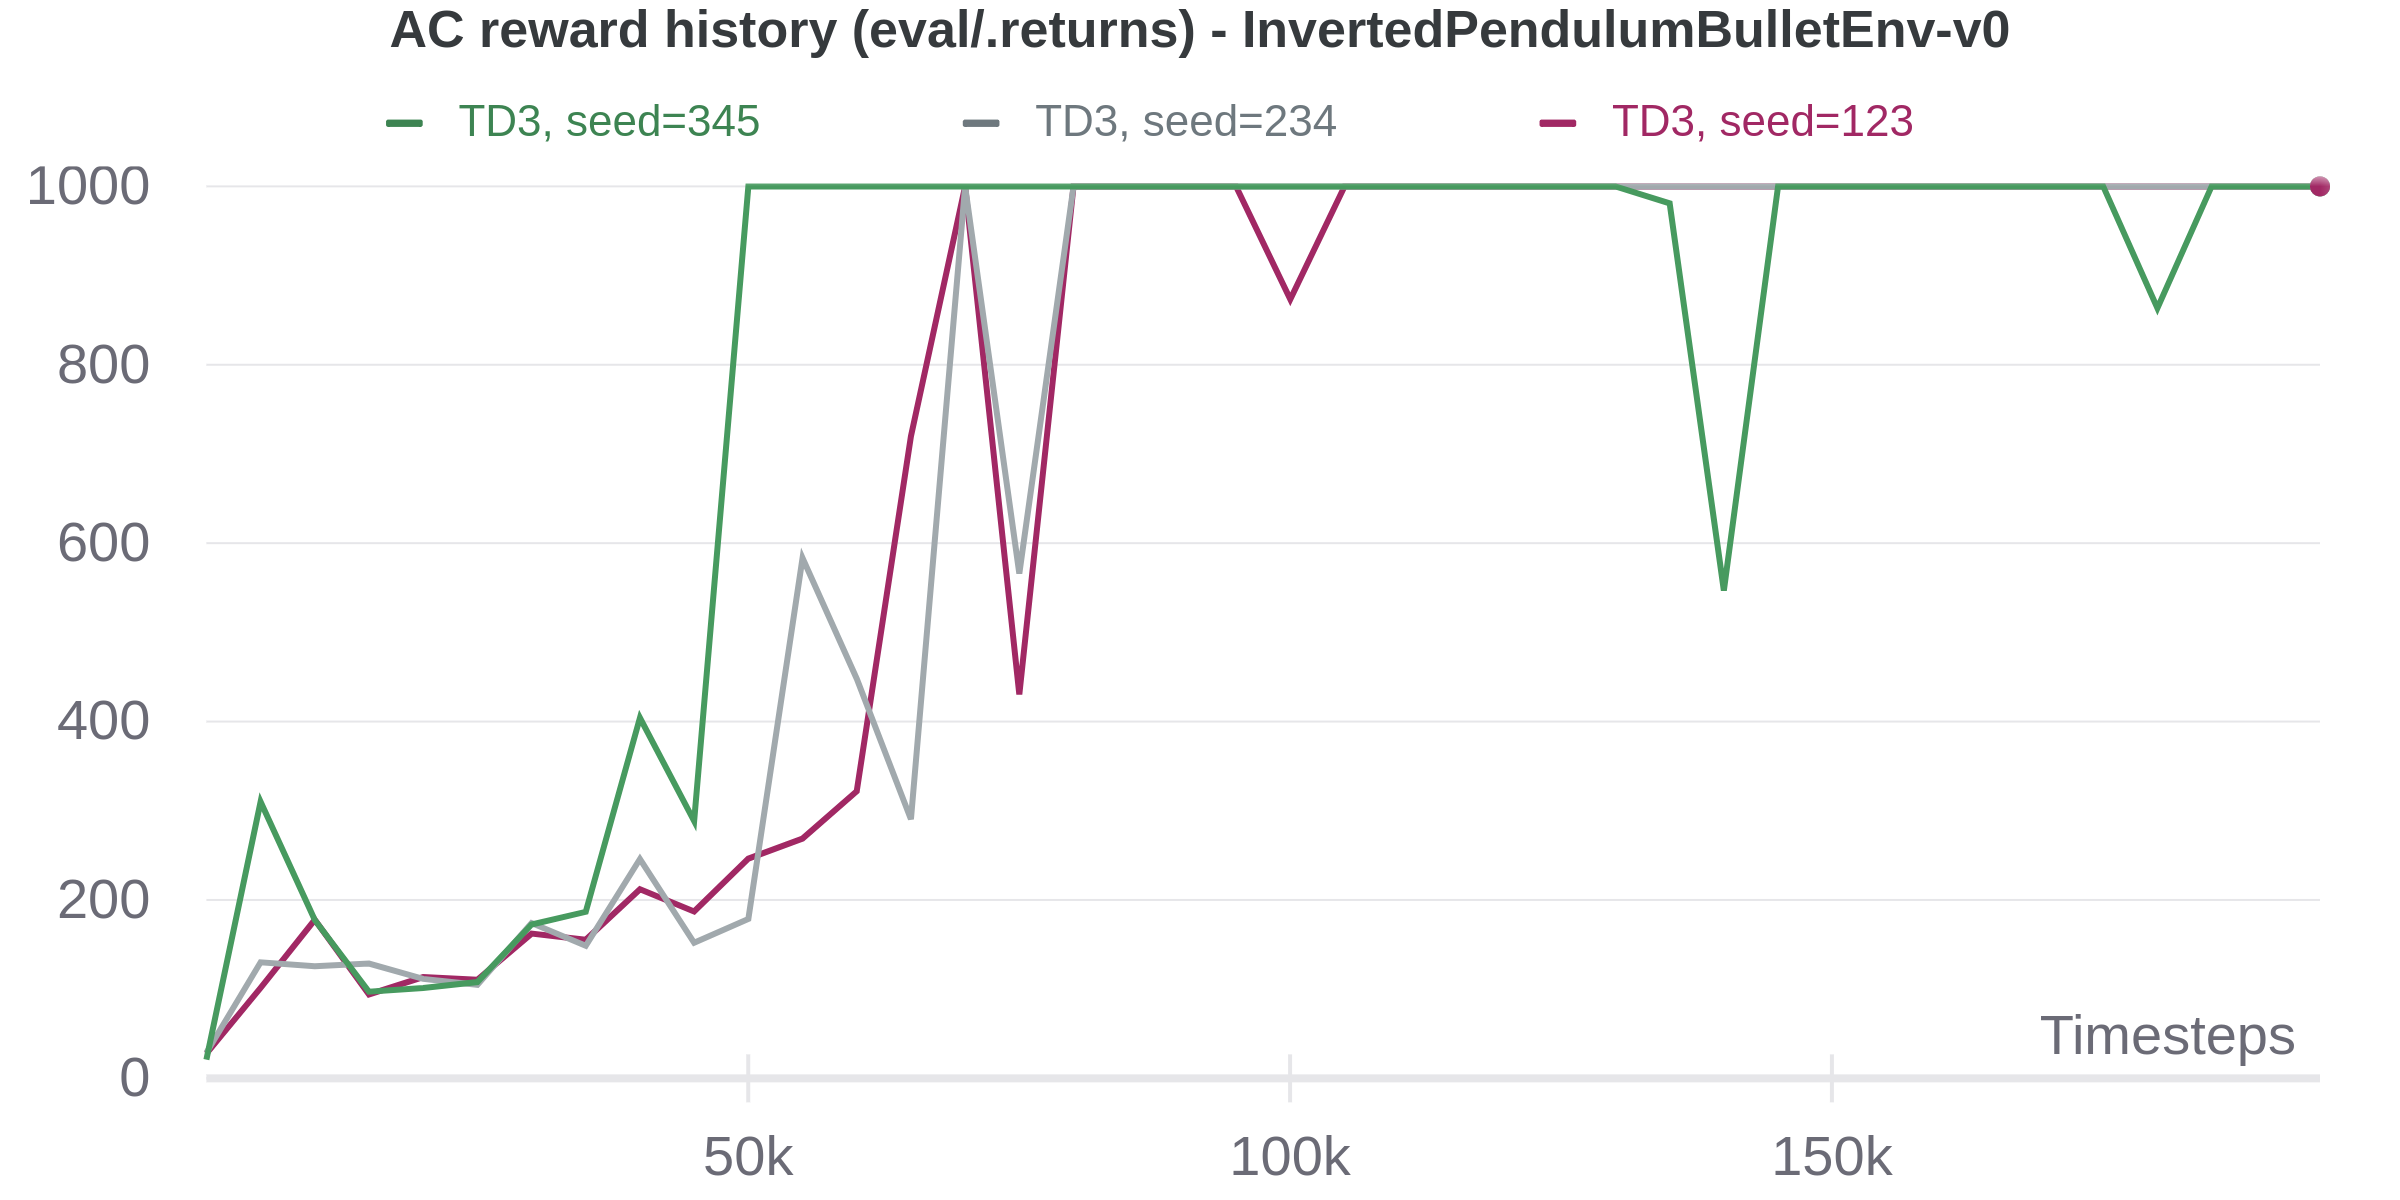 AC reward history (eval/.returns) - InvertedPendulumBulletEnv-v0
TD3, seed=345 TD3, seed=234 TD3, seed=123
1000
800
600
400
200
0
Timesteps
50k 100k 150k